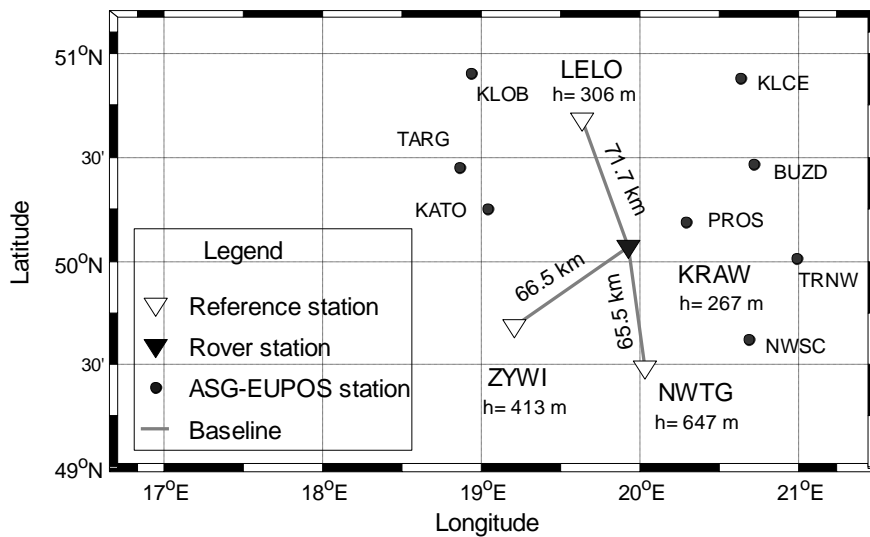 51°N
LELO
h= 306 m
KLOB
KLCE
TARG
30'
71.7 km
BUZD
KATO
PROS
Latitude
Legend
50°N
66.5 km
KRAW
h= 267 m
TRNW
Reference station
65.5 km
Rover station
NWSC
30'
ZYWI
h= 413 m
NWTG
h= 647 m
ASG-EUPOS station
Baseline
49°N
17°E
18°E
19°E
20°E
21°E
Longitude